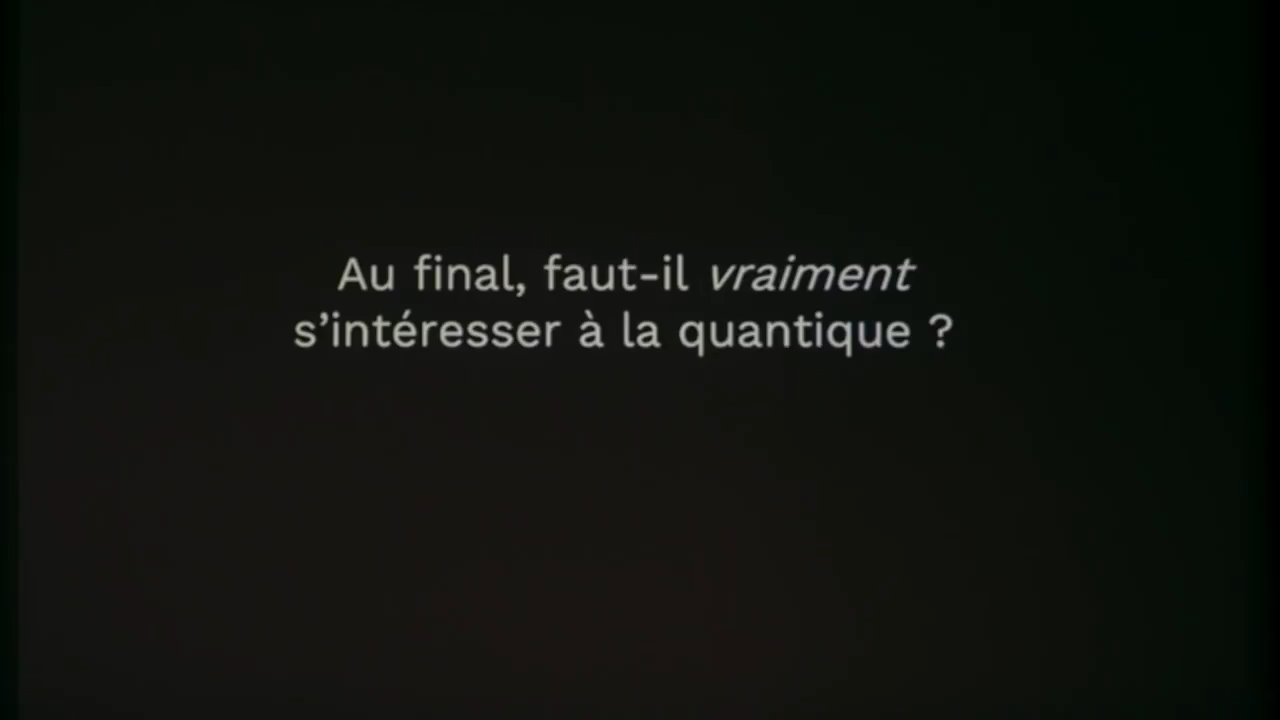 Au final, faut-il vraiment
s’intéresser à la quantique ?